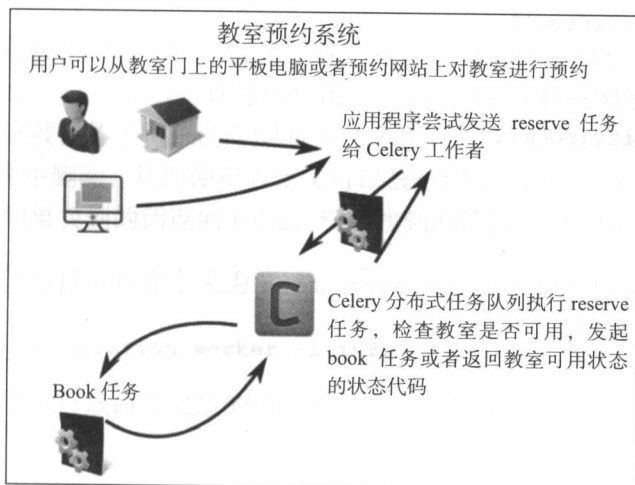 教室预约系统
用户可以从教室门上的平板电脑或者预约网站上对教室进行预约
应用程序尝试发送 reserve 任务
给 Celery 工作者
C
Celery 分布式任务队列执行 reserve
任务，检查教室是否可用，发起
book 任务或者返回教室可用状态
的状态代码
Book 任务